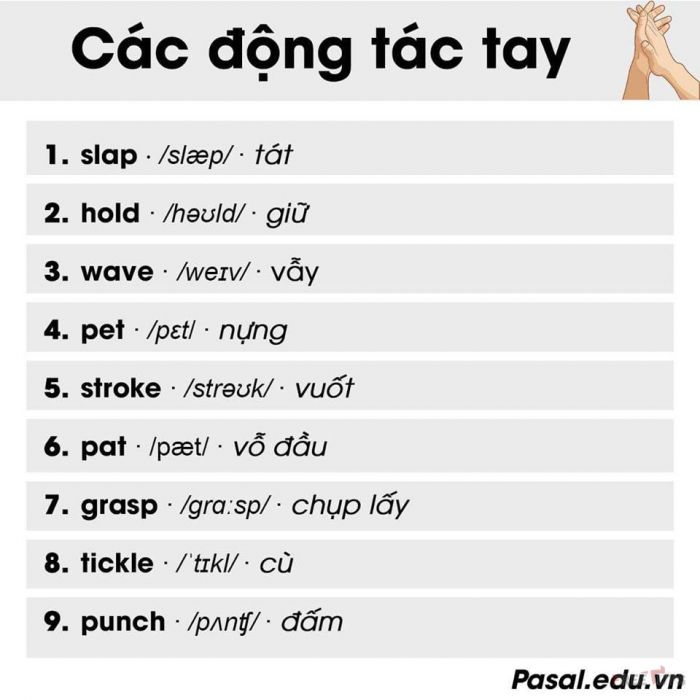 Các động tác tay
1. slap · /slæp/ · tát
2. hold · /həʊld/ · giữ
3. wave · /weɪv/ · vẫy
4. pet · /pɛt/ · nựng
5. stroke · /strəʊk/ · vuốt
6. pat · /pæt/ · vỗ đầu
7. grasp · /grɑːsp/ · chụp lấy
8. tickle · /ˈtɪkl/ · cù
9. punch · /pʌnʧ/ · đấm
Pasal.edu.vn